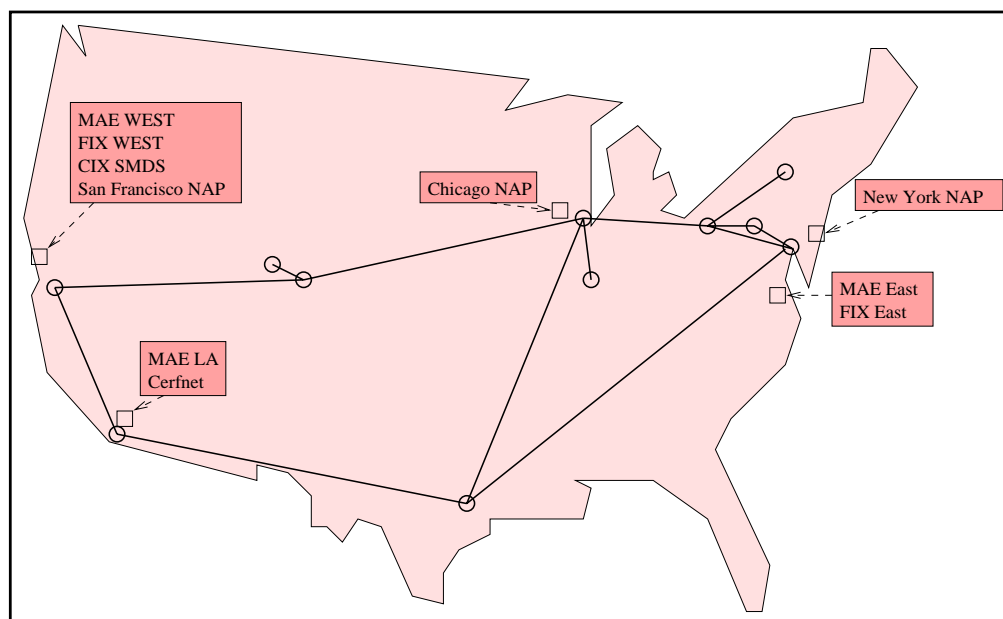 MAE WEST
FIX WEST
CIX SMDS
San Francisco NAP
Chicago NAP
New York NAP
MAE East
FIX East
MAE LA
Cerfnet